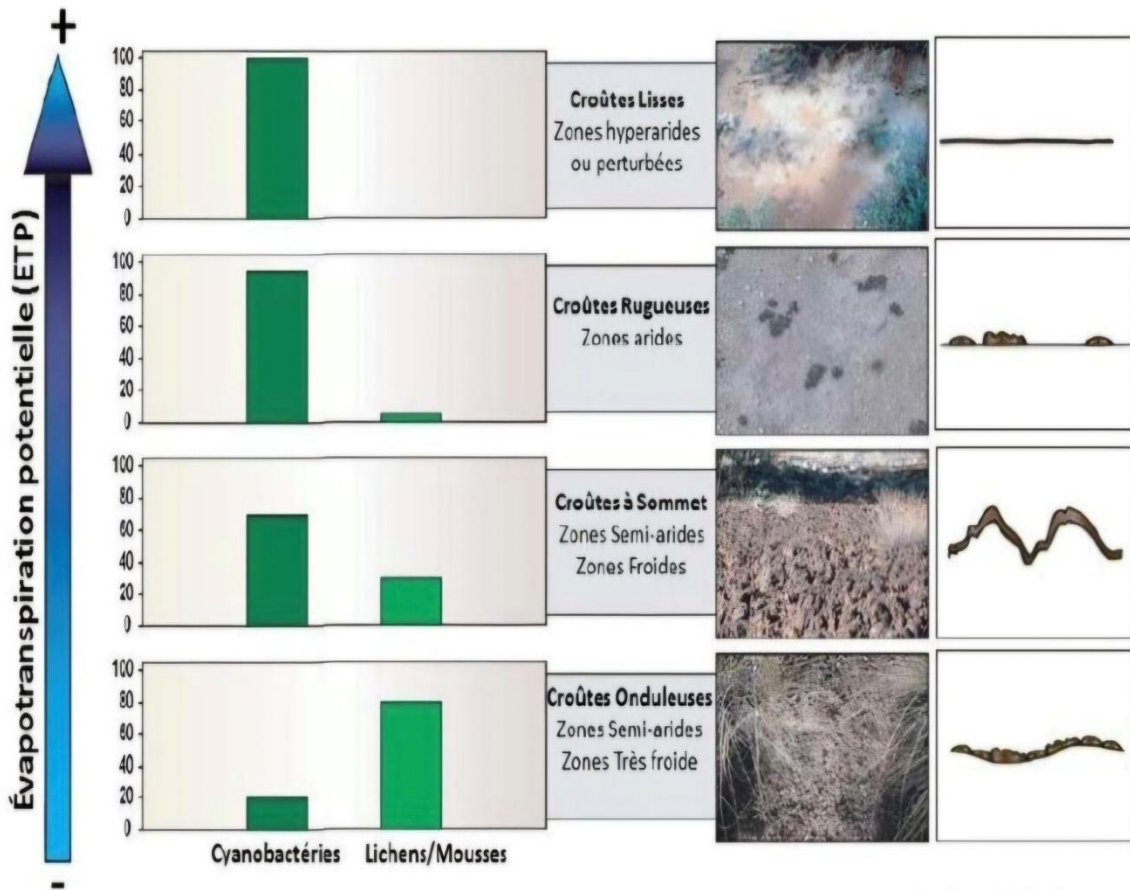 +
Évapotranspiration potentielle (ETP)
-
100
80
60
40
20
0
Croûtes Lisses
Zones hyperarides
ou perturbées
100
80
60
40
20
0
Croûtes Rugueuses
Zones arides
100
80
60
40
20
0
Croûtes à Sommet
Zones Semi-arides
Zones Froides
100
80
60
40
20
0
Croûtes Onduleuses
Zones Semi-arides
Zones Très froide
Cyanobactéries
Lichens/Mousses